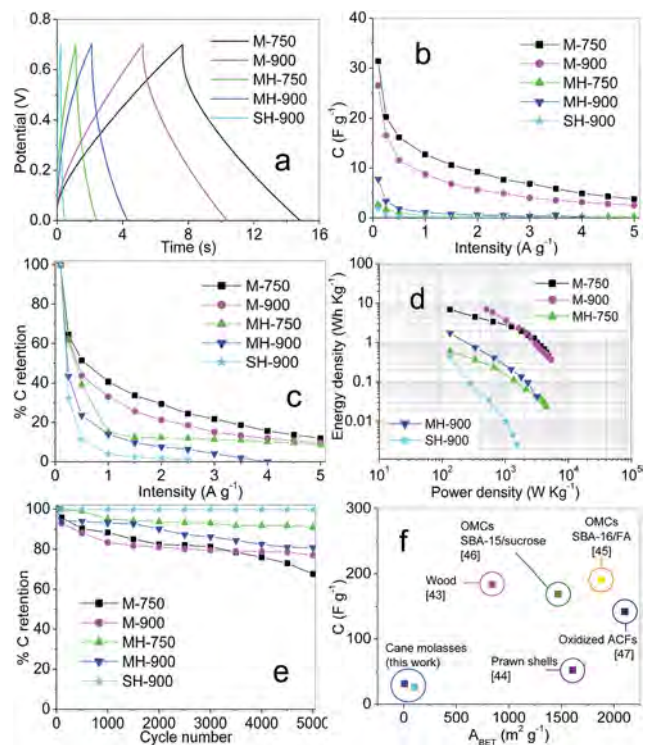 a
M-750
M-900
MH-750
MH-900
SH-900
Potential (V)
0.8
0.6
0.4
0.2
0.0
0 4 8 12 16
Time (s)
b
M-750
M-900
MH-750
MH-900
SH-900
C (F g⁻¹)
40
30
20
10
0
0 1 2 3 4 5
Intensity (A g⁻¹)
c
M-750
M-900
MH-750
MH-900
SH-900
% C retention
100
80
60
40
20
0
0 1 2 3 4 5
Intensity (A g⁻¹)
d
M-750
M-900
MH-750
MH-900
SH-900
Energy density (Wh Kg⁻¹)
100
10
1
0.1
0.01
10¹ 10² 10³ 10⁴ 10⁵
Power density (W Kg⁻¹)
e
M-750
M-900
MH-750
MH-900
SH-900
% C retention
100
80
60
40
20
0
0 1000 2000 3000 4000 5000
Cycle number
f
OMCs
SBA-15/sucrose
[46]
OMCs
SBA-16/FA
[45]
Wood
[43]
Oxidized ACFs
[47]
Cane molasses
(this work)
Prawn shells
[44]
C (F g⁻¹)
300
200
100
0
0 500 1000 1500 2000
A_BET (m² g⁻¹)